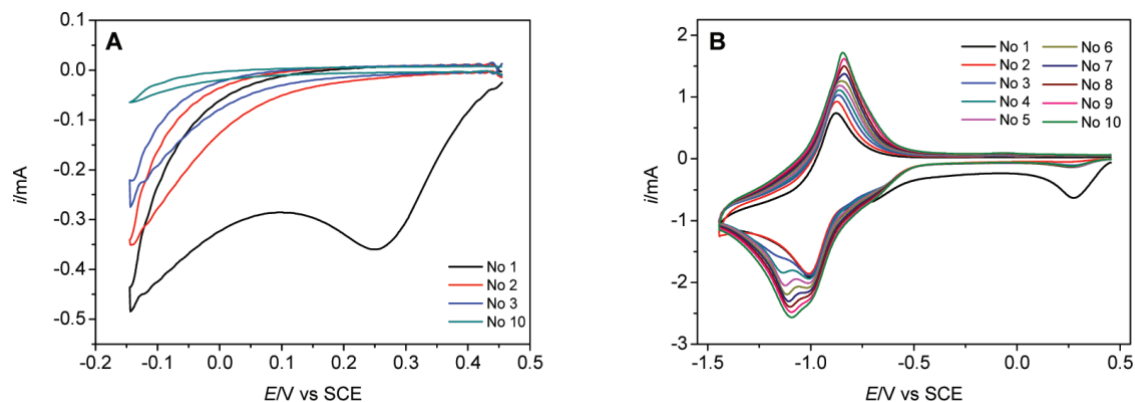 A
0.1
0.0
-0.1
-0.2
-0.3
-0.4
-0.5
i/mA
No 1
No 2
No 3
No 10
-0.2 -0.1 0.0 0.1 0.2 0.3 0.4 0.5
E/V vs SCE
B
2
1
0
-1
-2
-3
i/mA
No 1 No 6
No 2 No 7
No 3 No 8
No 4 No 9
No 5 No 10
-1.5 -1.0 -0.5 0.0 0.5
E/V vs SCE